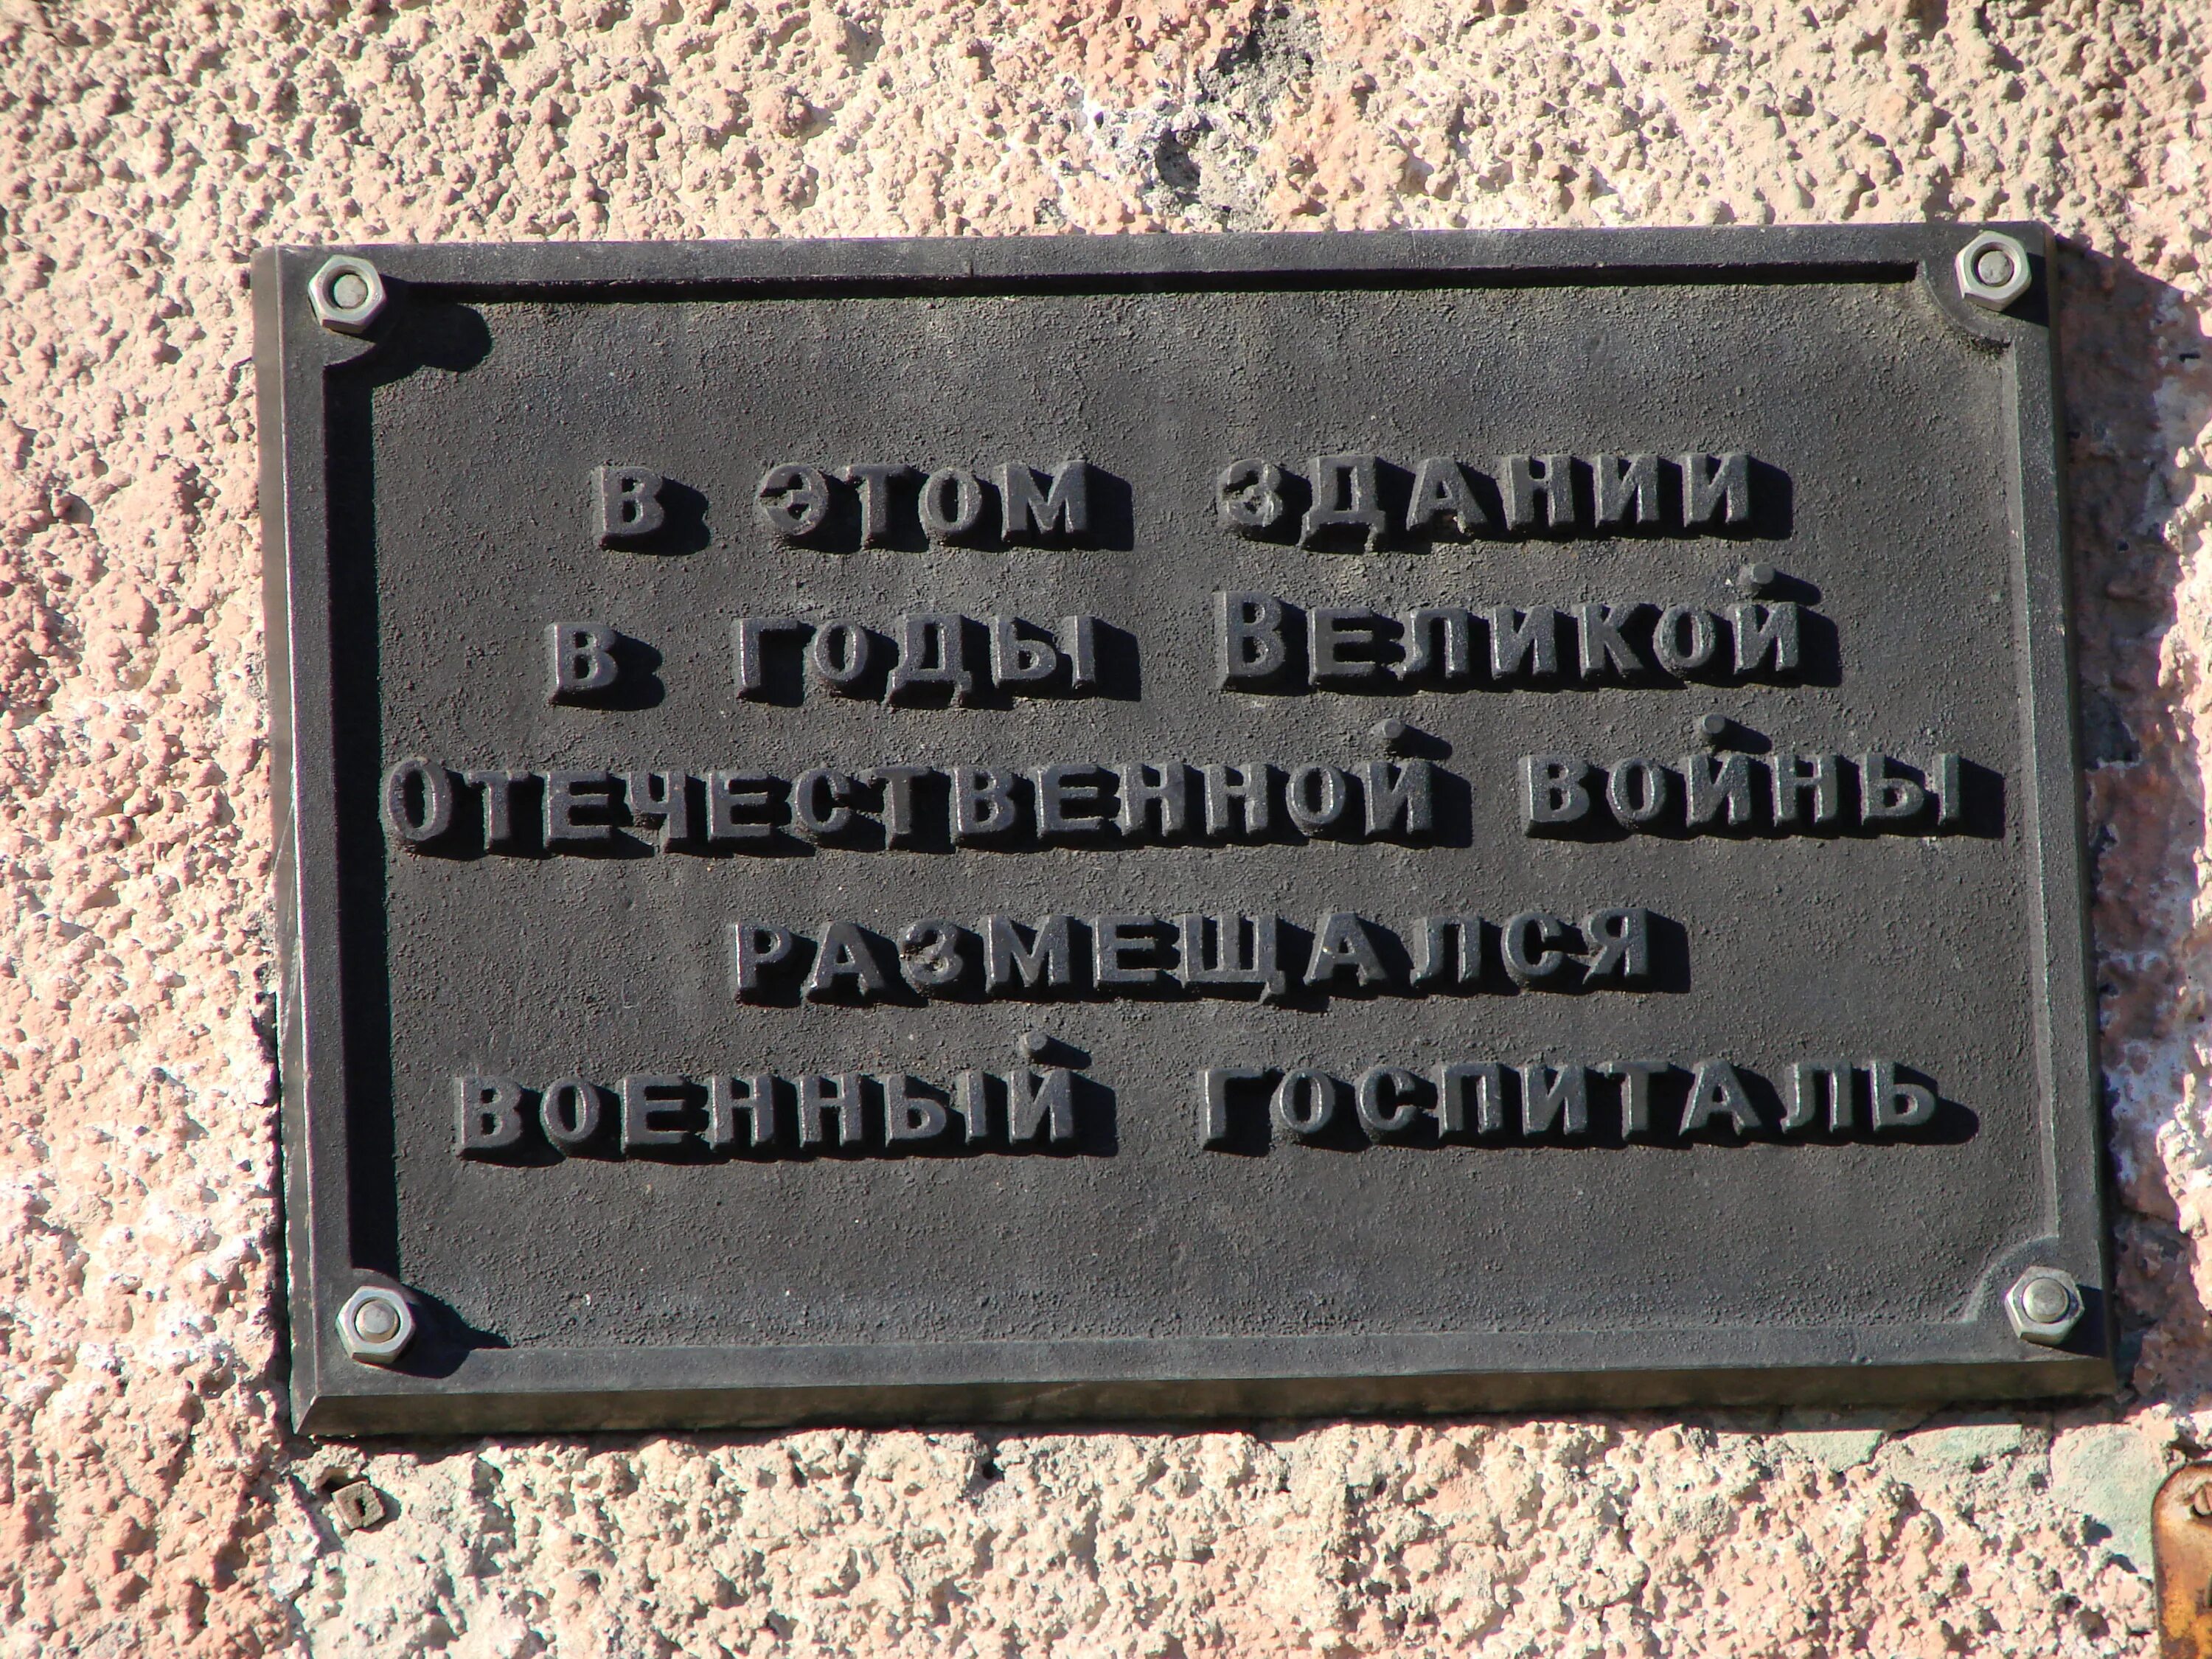 В ЭТОМ ЗДАНИИ
В ГОДЫ ВЕЛИКОЙ
ОТЕЧЕСТВЕННОЙ ВОЙНЫ
РАЗМЕЩАЛСЯ
ВОЕННЫЙ ГОСПИТАЛЬ